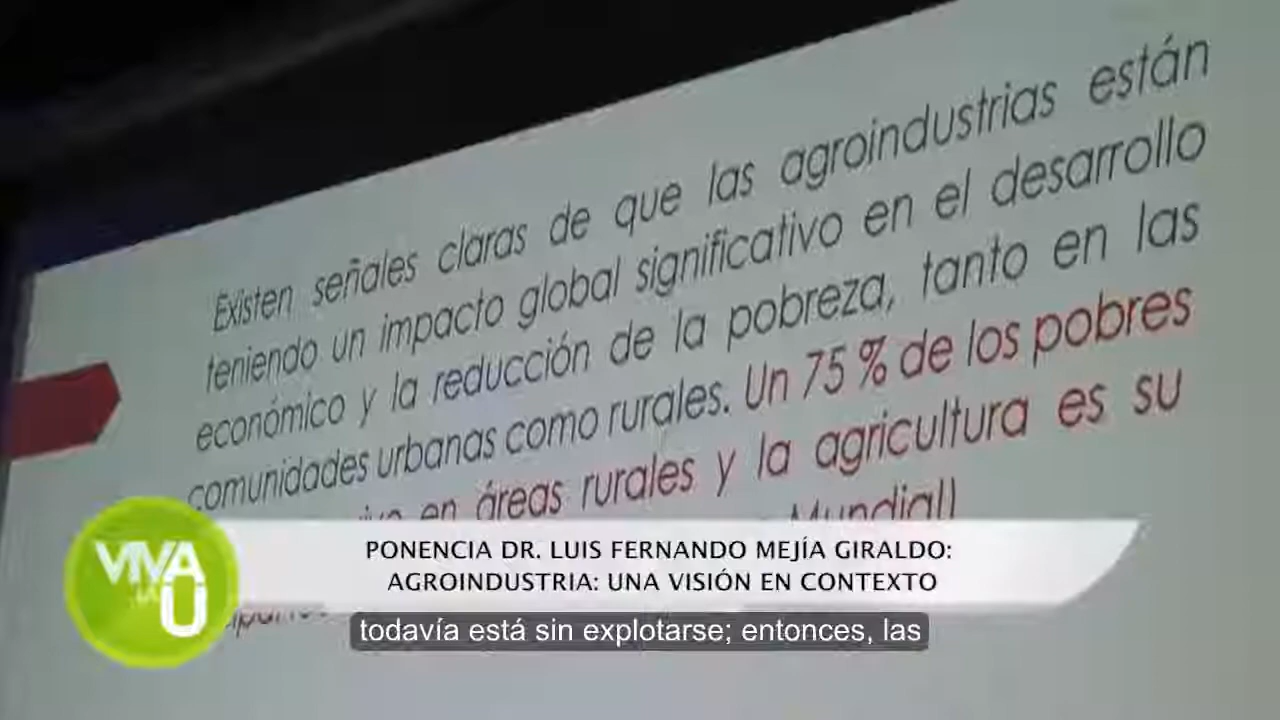 Existen señales claras de que las agroindustrias están
teniendo un impacto global significativo en el desarrollo
económico y la reducción de la pobreza, tanto en las
comunidades urbanas como rurales. Un 75 % de los pobres
en áreas rurales y la agricultura es su
Mundial)
VIVA
LA
U
PONENCIA DR. LUIS FERNANDO MEJÍA GIRALDO:
AGROINDUSTRIA: UNA VISIÓN EN CONTEXTO
todavía está sin explotarse; entonces, las